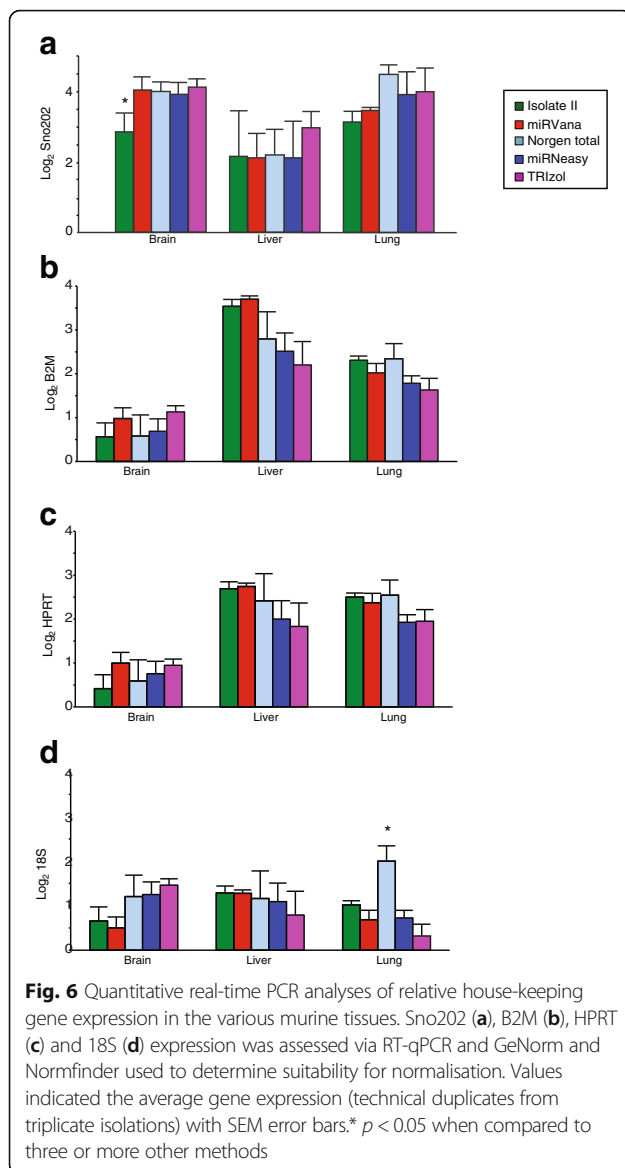 a
Log2 Sno202
4
2
0
*
Brain
Liver
Lung
Isolate II
miRVana
Norgen total
miRNeasy
TRIzol
b
Log2 B2M
4
3
2
1
0
Brain
Liver
Lung
c
Log2 HPRT
4
3
2
1
0
Brain
Liver
Lung
d
Log2 18S
4
3
2
1
0
*
Brain
Liver
Lung
Fig. 6 Quantitative real-time PCR analyses of relative house-keeping
gene expression in the various murine tissues. Sno202 (a), B2M (b), HPRT
(c) and 18S (d) expression was assessed via RT-qPCR and GeNorm and
Normfinder used to determine suitability for normalisation. Values
indicated the average gene expression (technical duplicates from
triplicate isolations) with SEM error bars.* p < 0.05 when compared to
three or more other methods